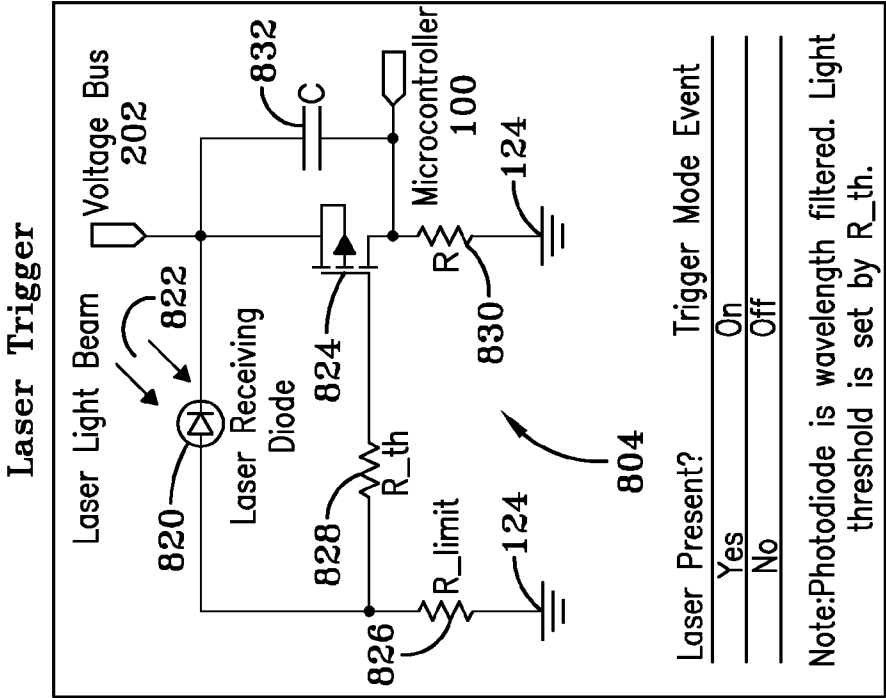 Laser Trigger
Laser Light Beam
822
Voltage Bus
202
820
Laser Receiving
Diode
824
832
C
828
R_th
Microcontroller
100
R_limit
826
R
830
124
124
804
Laser Present? Trigger Mode Event
Yes On
No Off
Note:Photodiode is wavelength filtered. Light
threshold is set by R_th.